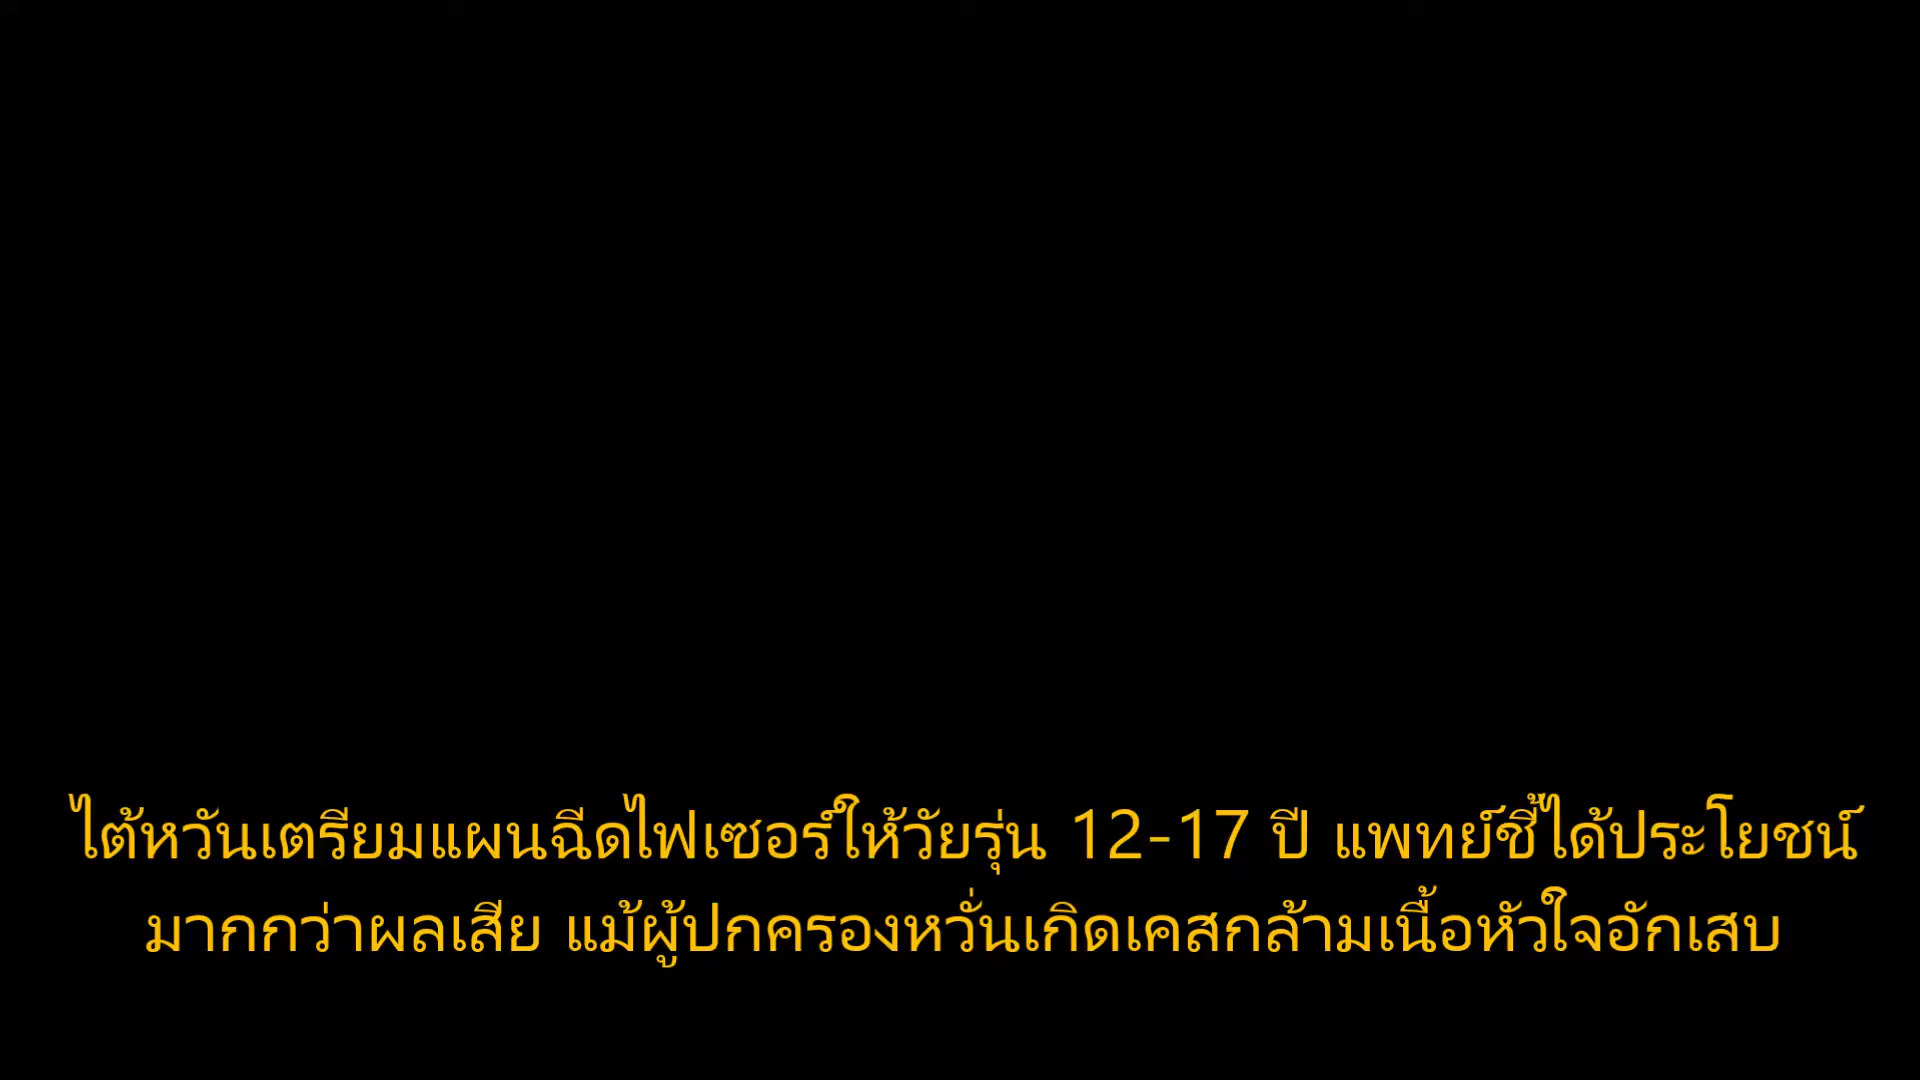 ไต้หวันเตรียมแผนฉีดไฟเซอร์ให้วัยรุ่น 12-17 ปี แพทย์ชี้ได้ประโยชน์
มากกว่าผลเสีย แม้ผู้ปกครองหวั่นเกิดเคสกล้ามเนื้อหัวใจอักเสบ